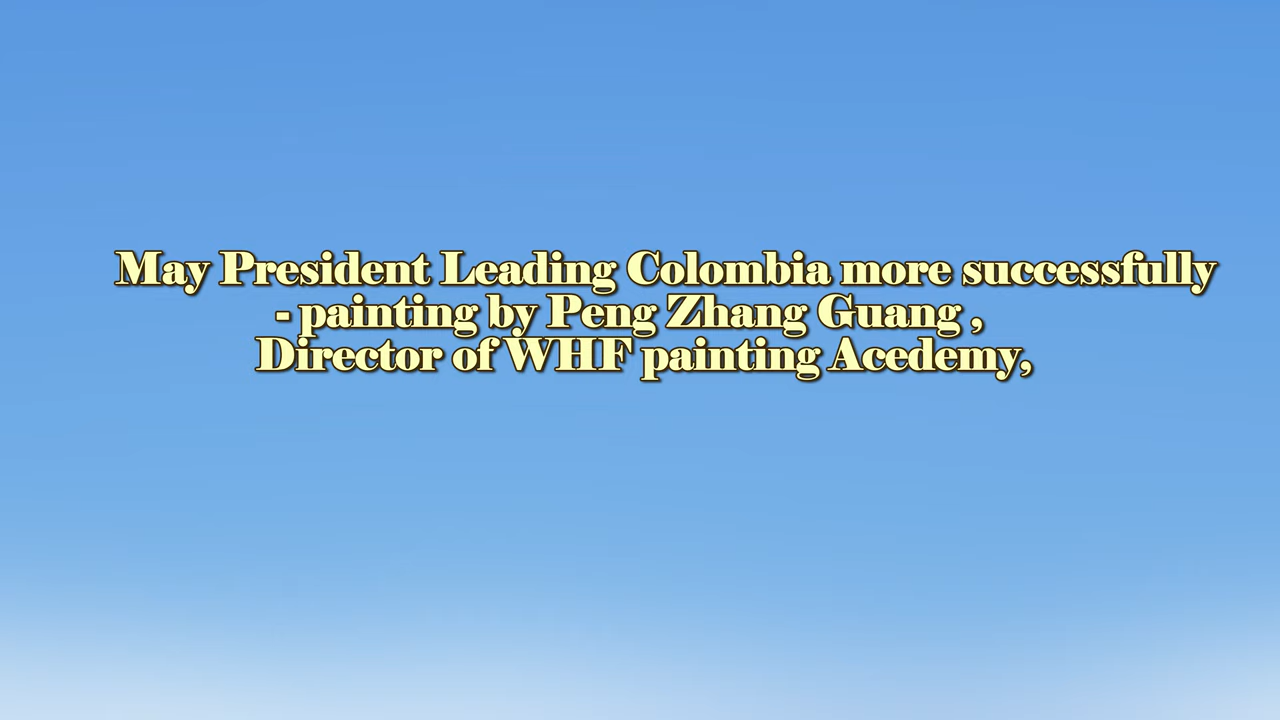 May President Leading Colombia more successfully
- painting by Peng Zhang Guang ,
Director of WHF painting Acedemy,